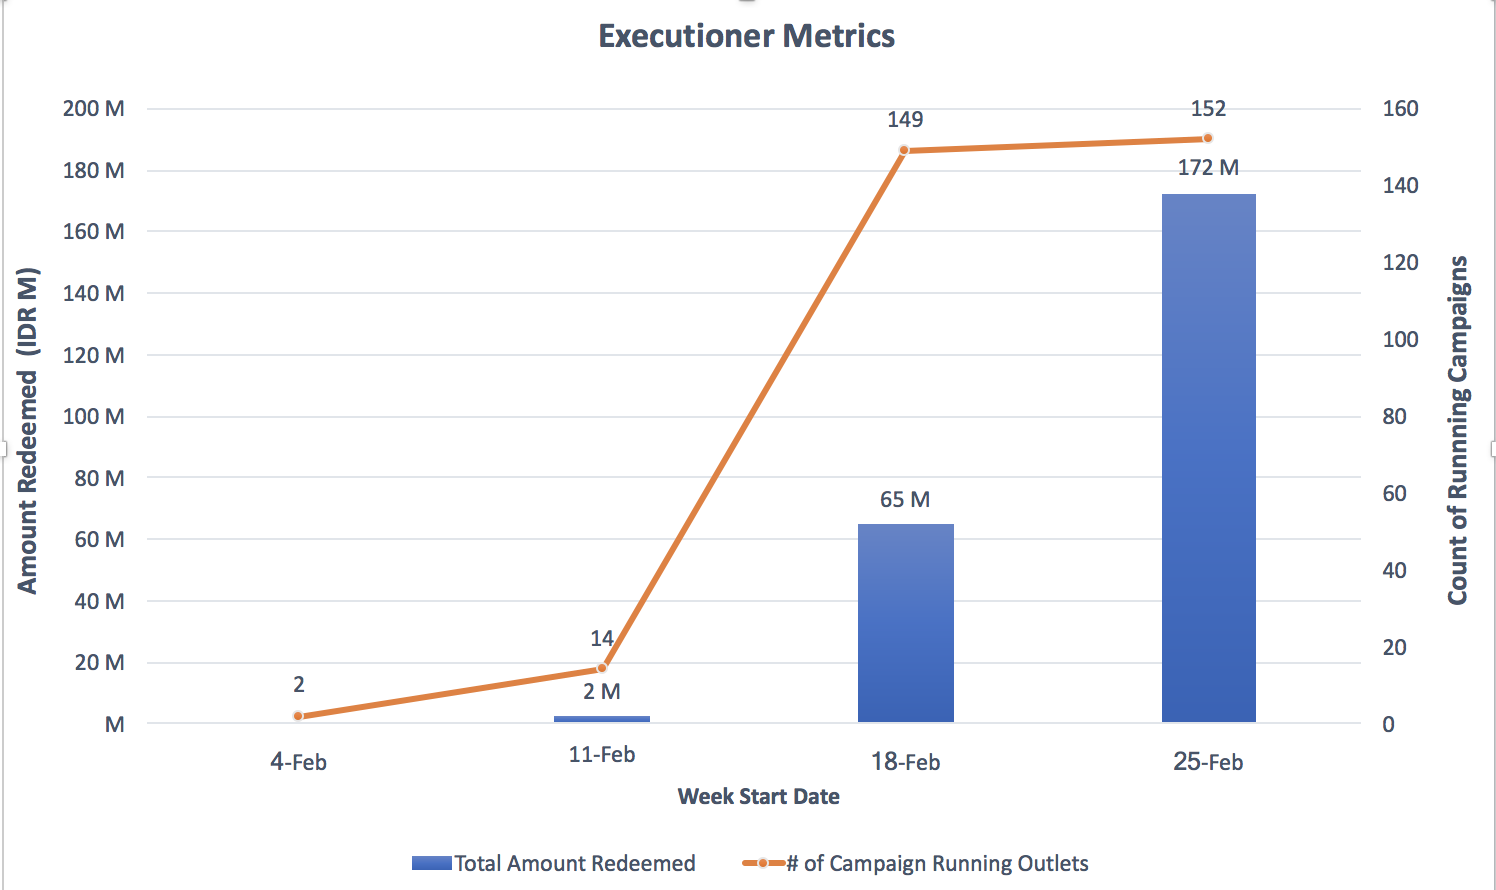 Executioner Metrics
Amount Redeemed (IDR M)
200 M
180 M
160 M
140 M
120 M
100 M
80 M
60 M
40 M
20 M
M
2
14
2 M
149
65 M
152
172 M
160
140
120
100
80
60
40
20
0
Count of Runnning Campaigns
4-Feb
11-Feb
18-Feb
25-Feb
Week Start Date
Total Amount Redeemed
# of Campaign Running Outlets